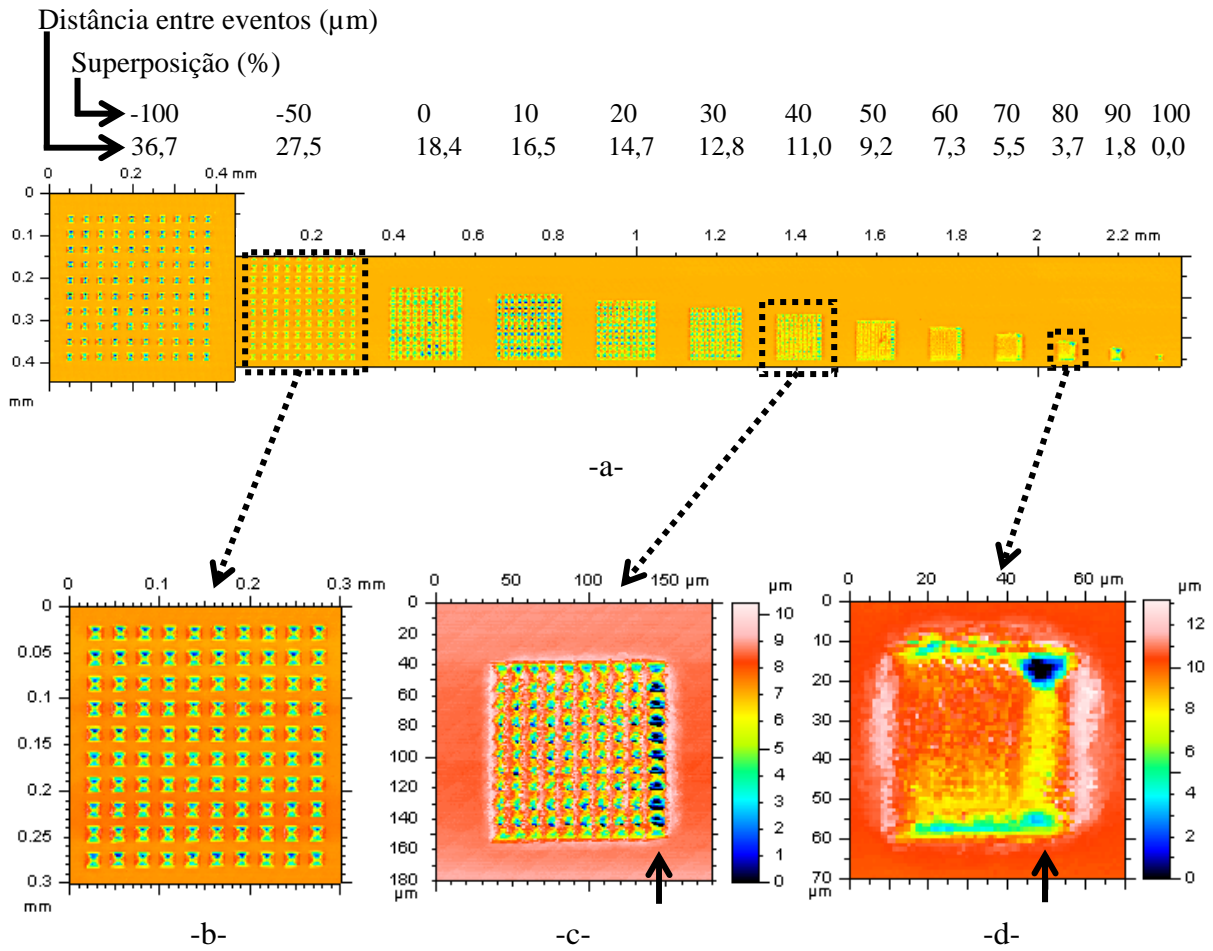 Distância entre eventos (µm)
Superposição (%)
-100 -50 0 10 20 30 40 50 60 70 80 90 100
36,7 27,5 18,4 16,5 14,7 12,8 11,0 9,2 7,3 5,5 3,7 1,8 0,0
0 0.2 0.4 mm
0
0.1
0.2
0.3
0.4
mm
0.2 0.4 0.6 0.8 1 1.2 1.4 1.6 1.8 2 2.2 mm
-a-
0 0.1 0.2 0.3 mm
0
0.05
0.1
0.15
0.2
0.25
0.3
mm
-b-
0 50 100 150 µm
0
20
40
60
80
100
120
140
160
180
µm
µm
10
9
8
7
6
5
4
3
2
1
0
-c-
0 20 40 60 µm
0
10
20
30
40
50
60
70
µm
µm
12
10
8
6
4
2
0
-d-